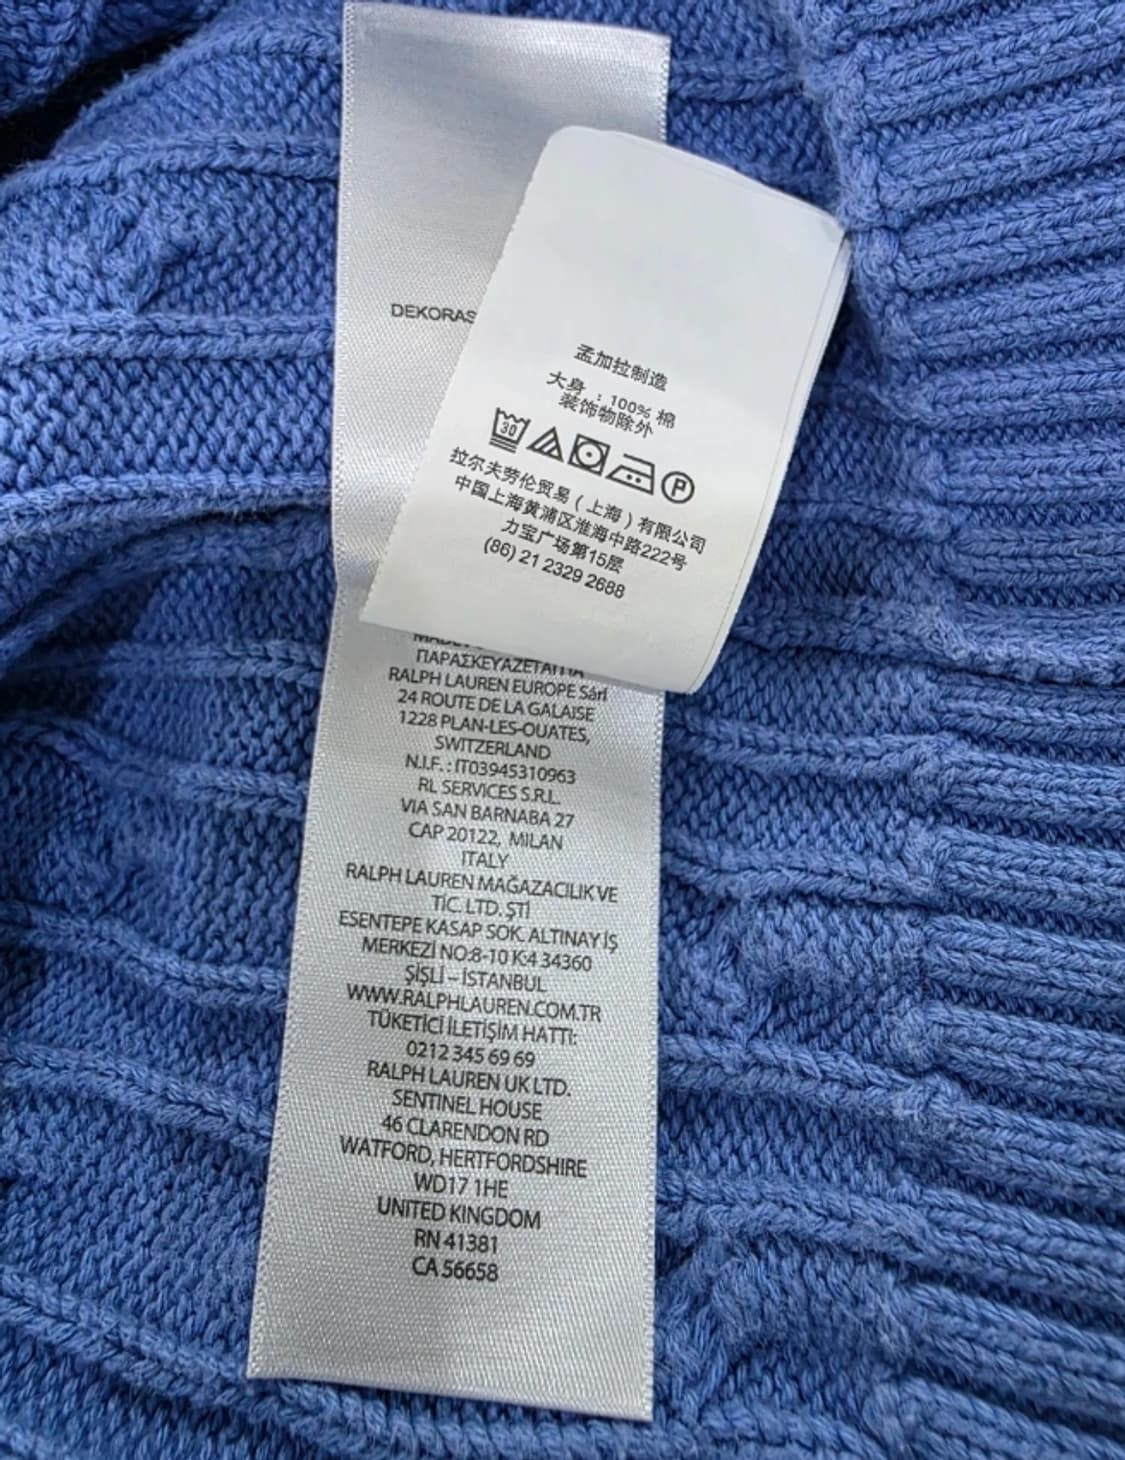 DEKORAS
孟加拉制造
大身：100% 棉
装饰物除外
30
P
拉尔夫劳伦贸易（上海）有限公司
中国上海黄浦区淮海中路222号
力宝广场第15层
(86) 21 2329 2688
ΠΑΡΑΣΚΕΥΑΖΕΤΑΙ ΓΙΑ
RALPH LAUREN EUROPE Sárl
24 ROUTE DE LA GALAISE
1228 PLAN-LES-OUATES,
SWITZERLAND
N.I.F. : IT03945310963
RL SERVICES S.R.L.
VIA SAN BARNABA 27
CAP 20122, MILAN
ITALY
RALPH LAUREN MAĞAZACILIK VE
TİC. LTD. ŞTİ
ESENTEPE KASAP SOK. ALTINAY İŞ
MERKEZİ NO:8-10 K:4 34360
ŞİŞLİ – İSTANBUL
WWW.RALPHLAUREN.COM.TR
TÜKETİCİ İLETİŞİM HATTI:
0212 345 69 69
RALPH LAUREN UK LTD.
SENTINEL HOUSE
46 CLARENDON RD
WATFORD, HERTFORDSHIRE
WD17 1HE
UNITED KINGDOM
RN 41381
CA 56658